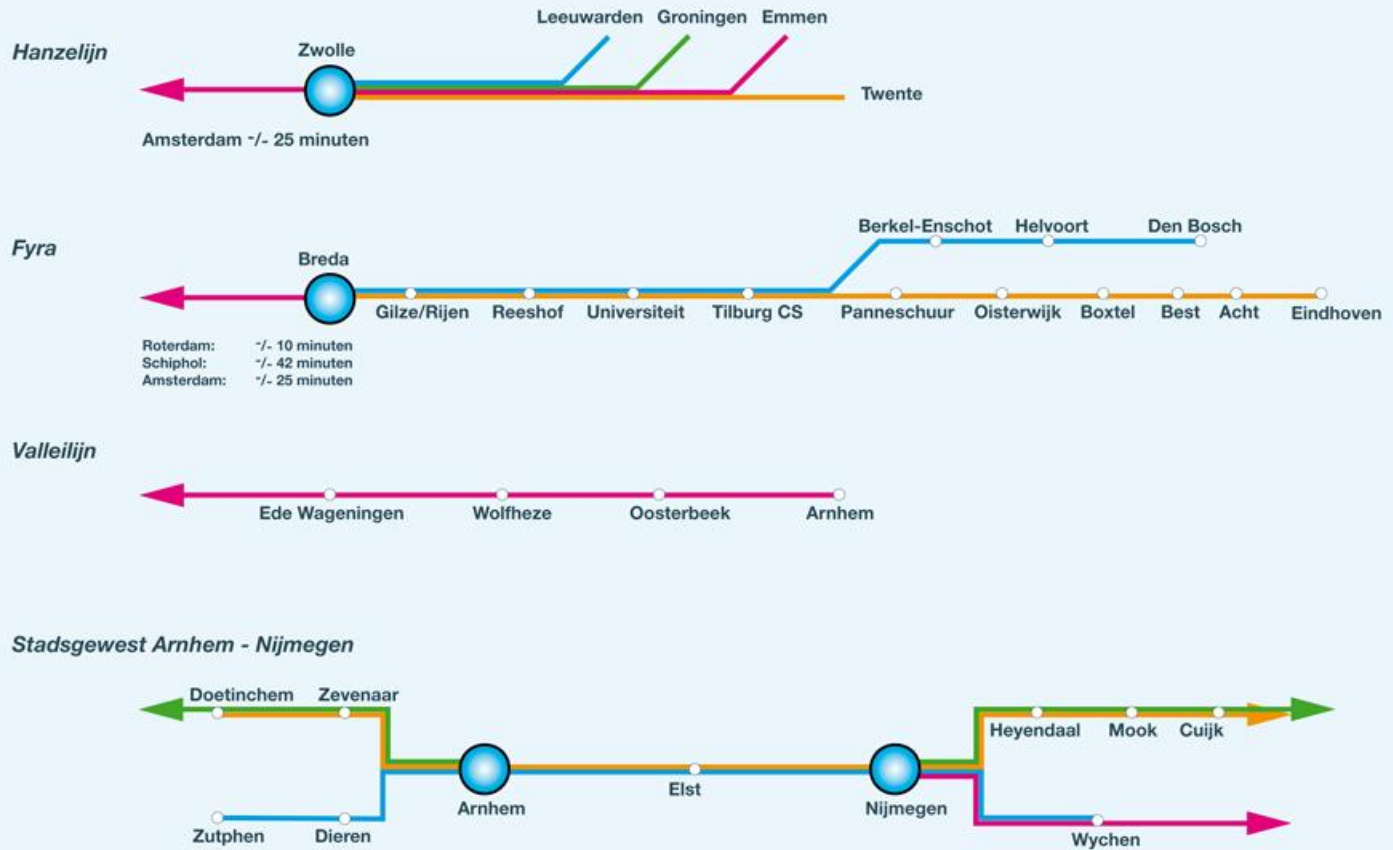 Leeuwarden Groningen Emmen
Hanzelijn
Zwolle
Twente
Amsterdam -/- 25 minuten
Berkel-Enschot Helvoort Den Bosch
Fyra
Breda
Gilze/Rijen Reeshof Universiteit Tilburg CS Panneschuur Oisterwijk Boxtel Best Acht Eindhoven
Roterdam: -/- 10 minuten
Schiphol: -/- 42 minuten
Amsterdam: -/- 25 minuten
Valleilijn
Ede Wageningen Wolfheze Oosterbeek Arnhem
Stadsgewest Arnhem - Nijmegen
Doetinchem Zevenaar
Heyendaal Mook Cuijk
Elst
Arnhem Nijmegen
Zutphen Dieren
Wychen